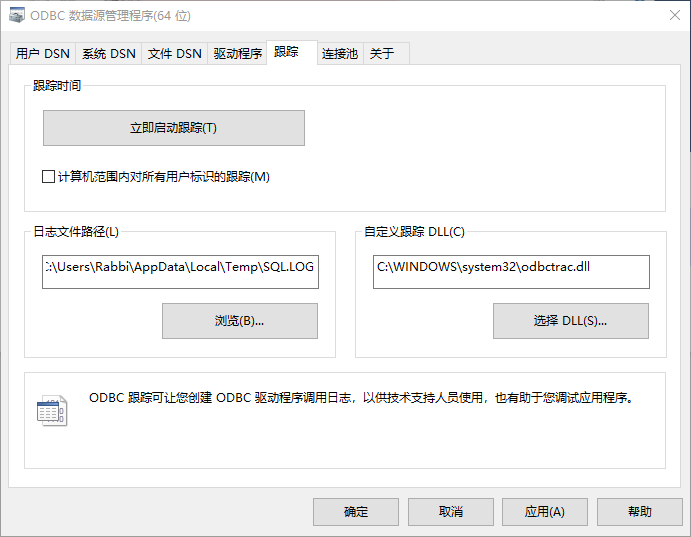 ODBC 数据源管理程序(64 位)
用户 DSN 系统 DSN 文件 DSN 驱动程序 跟踪 连接池 关于
跟踪时间
立即启动跟踪(T)
计算机范围内对所有用户标识的跟踪(M)
日志文件路径(L)
C:\Users\Rabbi\AppData\Local\Temp\SQL.LOG
浏览(B)...
自定义跟踪 DLL(C)
C:\WINDOWS\system32\odbctrac.dll
选择 DLL(S)...
ODBC 跟踪可让您创建 ODBC 驱动程序调用日志，以供技术支持人员使用，也有助于您调试应用程序。
确定 取消 应用(A) 帮助